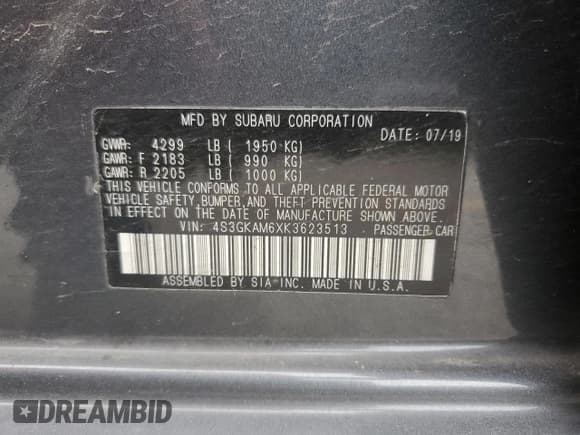 MFD BY SUBARU CORPORATION
DATE: 07/19
GVWR: 4299 LB ( 1950 KG)
GAWR: F 2183 LB ( 990 KG)
GAWR: R 2205 LB ( 1000 KG)
THIS VEHICLE CONFORMS TO ALL APPLICABLE FEDERAL MOTOR
VEHICLE SAFETY, BUMPER, AND THEFT PREVENTION STANDARDS
IN EFFECT ON THE DATE OF MANUFACTURE SHOWN ABOVE.
VIN: 4S3GKAM6XK3623513 PASSENGER CAR
ASSEMBLED BY SIA-INC. MADE IN U.S.A.
DREAMBID